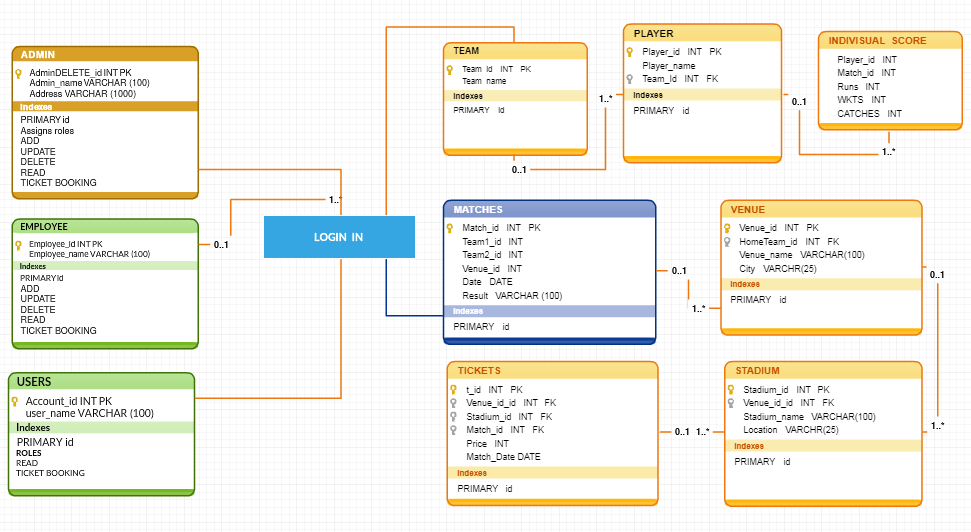 ADMIN
AdminDELETE_id INT PK
Admin_name VARCHAR (100)
Address VARCHAR (1000)
Indexes
PRIMARY id
Assigns roles
ADD
UPDATE
DELETE
READ
TICKET BOOKING
EMPLOYEE
Employee_id INT PK
Employee_name VARCHAR (100)
Indexes
PRIMARY id
ADD
UPDATE
DELETE
READ
TICKET BOOKING
USERS
Account_id INT PK
user_name VARCHAR (100)
Indexes
PRIMARY id
ROLES
READ
TICKET BOOKING
1..*
0..1
LOGIN IN
TEAM
Team Id INT PK
Team name
Indexes
PRIMARY Id
0..1
1..*
PLAYER
Player_id INT PK
Player_name
Team_Id INT FK
Indexes
PRIMARY id
0..1
1..*
INDIVISUAL SCORE
Player_id INT
Match_id INT
Runs INT
WKTS INT
CATCHES INT
MATCHES
Match_id INT PK
Team1_id INT
Team2_id INT
Venue_id INT
Date DATE
Result VARCHAR (100)
Indexes
PRIMARY id
0..1
1..*
VENUE
Venue_id INT PK
HomeTeam_id INT FK
Venue_name VARCHAR(100)
City VARCHR(25)
Indexes
PRIMARY id
0..1
1..*
TICKETS
t_id INT PK
Venue_id_id INT FK
Stadium_id INT FK
Match_id INT FK
Price INT
Match_Date DATE
Indexes
PRIMARY id
0..1 1..*
STADIUM
Stadium_id INT PK
Venue_id_id INT FK
Stadium_name VARCHAR(100)
Location VARCHR(25)
Indexes
PRIMARY id